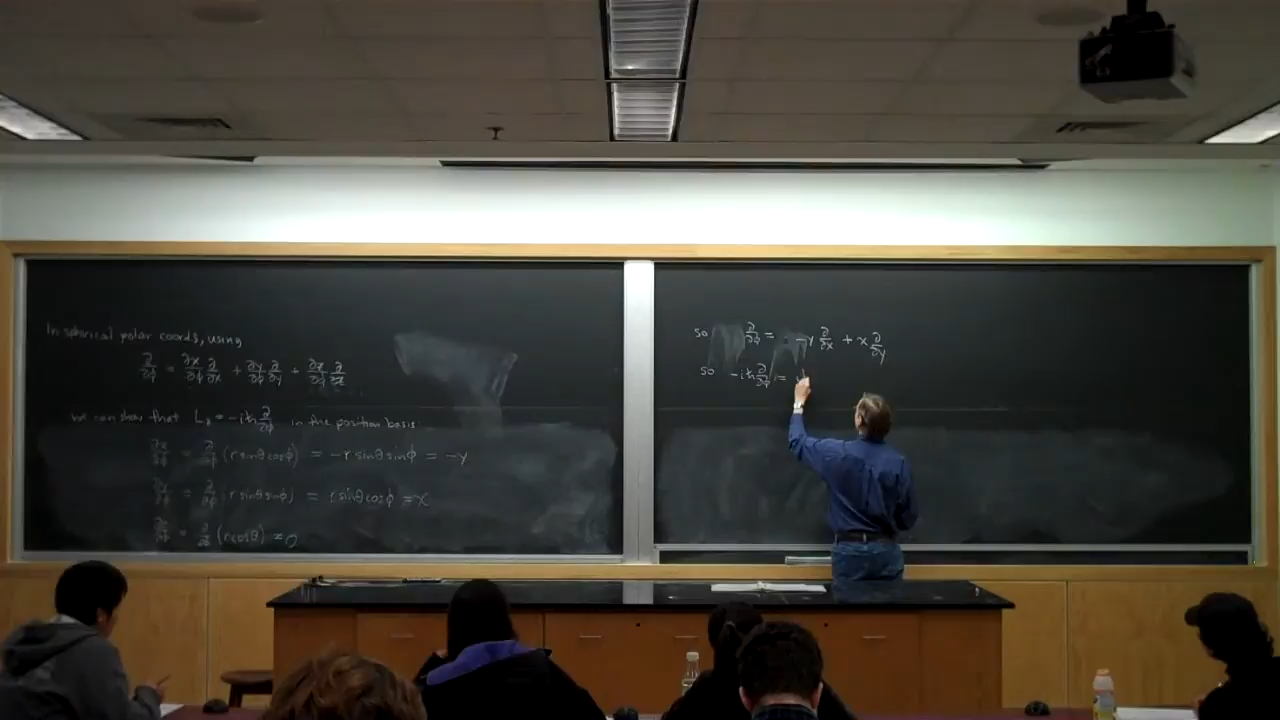 In spherical polar coords, using
∂/∂φ = ∂x/∂φ ∂/∂x + ∂y/∂φ ∂/∂y + ∂z/∂φ ∂/∂z
we can show that L_z = -iħ ∂/∂φ in the position basis:
∂x/∂φ = ∂/∂φ (r sinθ cosφ) = -r sinθ sinφ = -y
∂y/∂φ = ∂/∂φ (r sinθ sinφ) = r sinθ cosφ = x
∂z/∂φ = ∂/∂φ (r cosθ) = 0
so ∂/∂φ = -y ∂/∂x + x ∂/∂y
so -iħ ∂/∂φ =